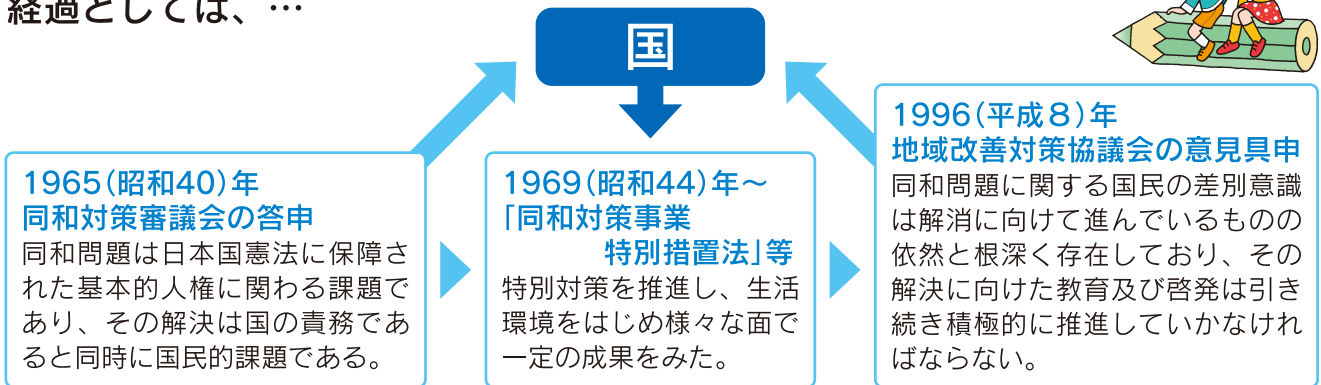 経過としては、…
国
1965(昭和40)年
同和対策審議会の答申
同和問題は日本国憲法に保障さ
れた基本的人権に関わる課題で
あり、その解決は国の責務であ
ると同時に国民的課題である。
1969(昭和44)年～
「同和対策事業
特別措置法」等
特別対策を推進し、生活
環境をはじめ様々な面で
一定の成果をみた。
1996(平成8)年
地域改善対策協議会の意見具申
同和問題に関する国民の差別意識
は解消に向けて進んでいるものの
依然と根深く存在しており、その
解決に向けた教育及び啓発は引き
続き積極的に推進していかなけれ
ばならない。